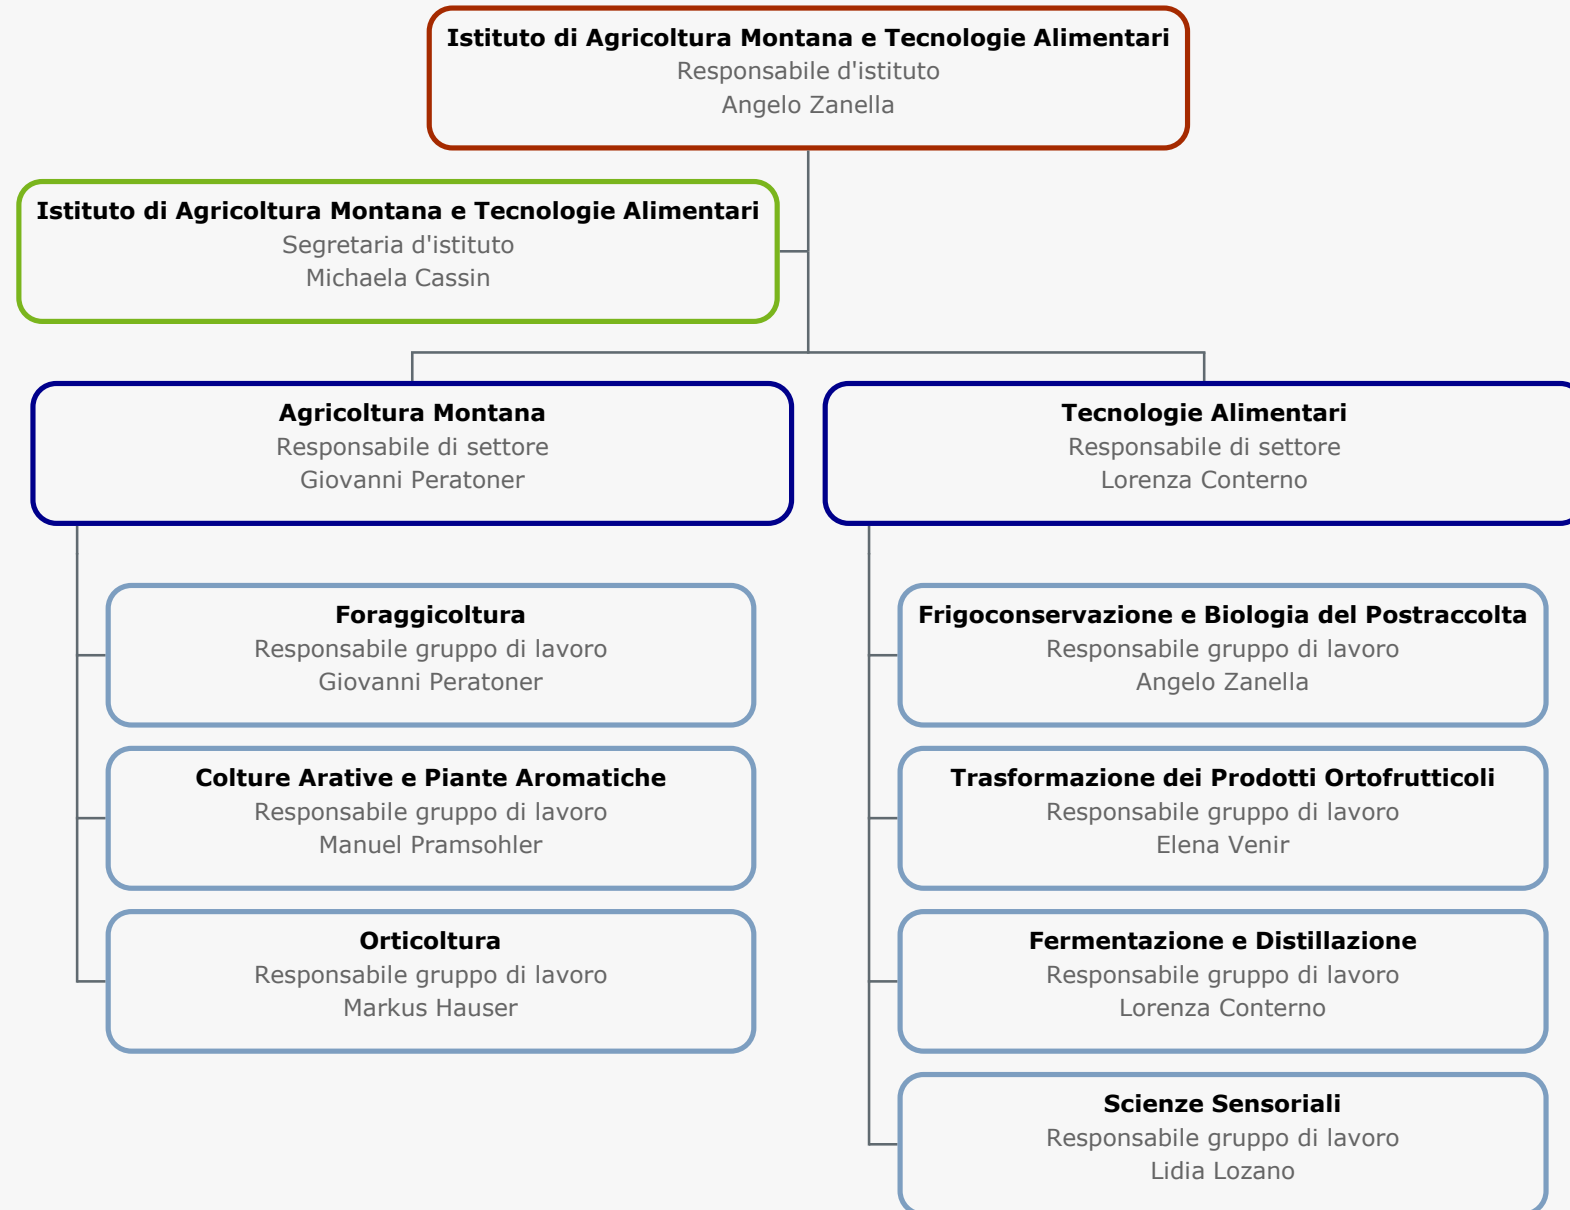 Istituto di Agricoltura Montana e Tecnologie Alimentari
Responsabile d'istituto
Angelo Zanella
Istituto di Agricoltura Montana e Tecnologie Alimentari
Segretaria d'istituto
Michaela Cassin
Agricoltura Montana
Responsabile di settore
Giovanni Peratoner
Foraggicoltura
Responsabile gruppo di lavoro
Giovanni Peratoner
Colture Arative e Piante Aromatiche
Responsabile gruppo di lavoro
Manuel Pramsohler
Orticoltura
Responsabile gruppo di lavoro
Markus Hauser
Tecnologie Alimentari
Responsabile di settore
Lorenza Conterno
Frigoconservazione e Biologia del Postraccolta
Responsabile gruppo di lavoro
Angelo Zanella
Trasformazione dei Prodotti Ortofrutticoli
Responsabile gruppo di lavoro
Elena Venir
Fermentazione e Distillazione
Responsabile gruppo di lavoro
Lorenza Conterno
Scienze Sensoriali
Responsabile gruppo di lavoro
Lidia Lozano